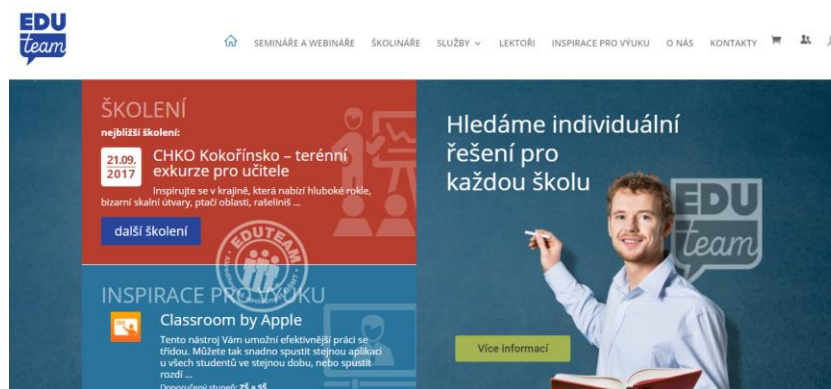 EDU
team
SEMINÁŘE A WEBINÁŘE ŠKOLINÁŘE SLUŽBY LEKTOŘI INSPIRACE PRO VÝUKU O NÁS KONTAKTY
ŠKOLENÍ
nejbližší školení:
21.09.
2017
CHKO Kokořínsko – terénní
exkurze pro učitele
Inspirujte se v krajině, která nabízí hluboké rokle,
bizarní skalní útvary, ptačí oblasti, rašeliniš ...
další školení
EDUTEAM
INSPIRACE PRO VÝUKU
Classroom by Apple
Tento nástroj Vám umožní efektivnější práci se
třídou. Můžete tak snadno spustit stejnou aplikaci
u všech studentů ve stejnou dobu, nebo spustit
rozdí ...
Doporučený stupeň: ZŠ a SŠ
Hledáme individuální
řešení pro
každou školu
EDU
team
Více informací